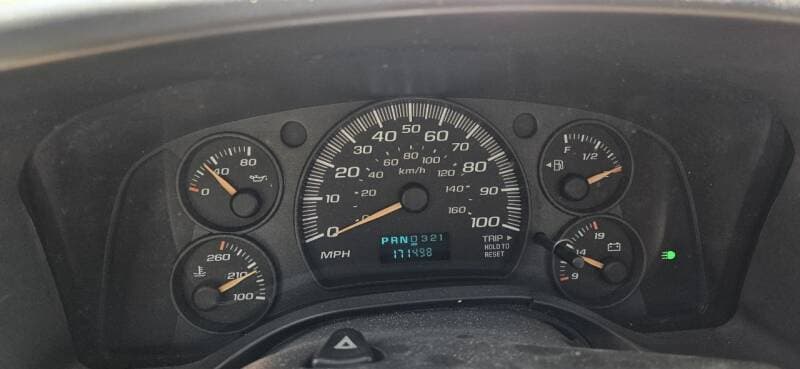 0 40 80
260 210 100
0 10 20 30 40 50 60 70 80 90 100
0 20 40 60 80 100 120 140 160
km/h
MPH
PRND321
171498
TRIP
HOLD TO
RESET
F 1/2
19 14 9